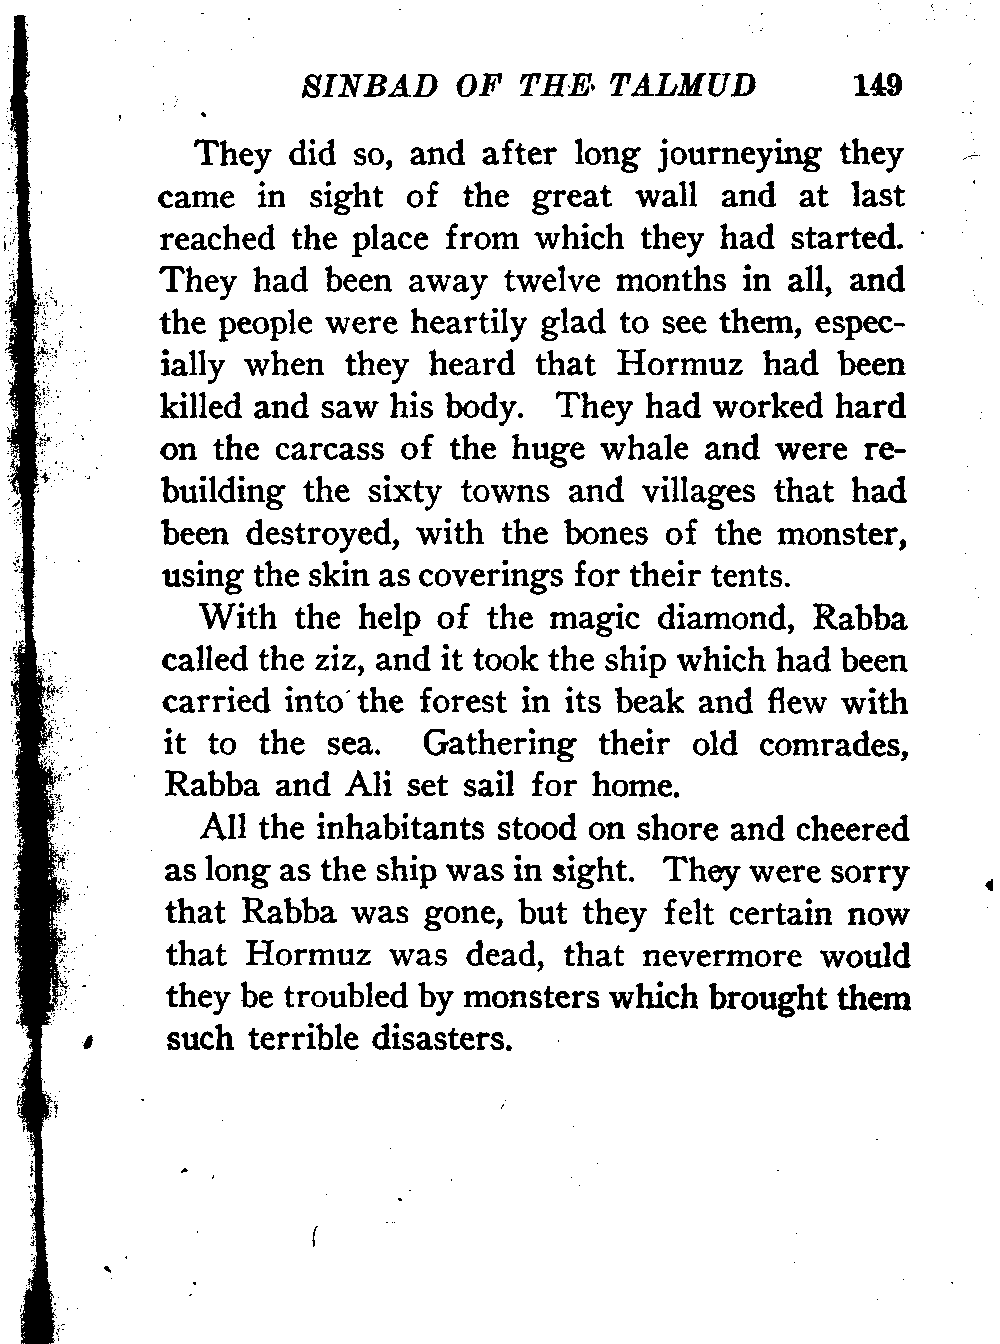 SINBAD OF THE TALMUD 149
They did so, and after long journeying they
came in sight of the great wall and at last
reached the place from which they had started.
They had been away twelve months in all, and
the people were heartily glad to see them, espec-
ially when they heard that Hormuz had been
killed and saw his body. They had worked hard
on the carcass of the huge whale and were re-
building the sixty towns and villages that had
been destroyed, with the bones of the monster,
using the skin as coverings for their tents.
With the help of the magic diamond, Rabba
called the ziz, and it took the ship which had been
carried into the forest in its beak and flew with
it to the sea. Gathering their old comrades,
Rabba and Ali set sail for home.
All the inhabitants stood on shore and cheered
as long as the ship was in sight. They were sorry
that Rabba was gone, but they felt certain now
that Hormuz was dead, that nevermore would
they be troubled by monsters which brought them
such terrible disasters.